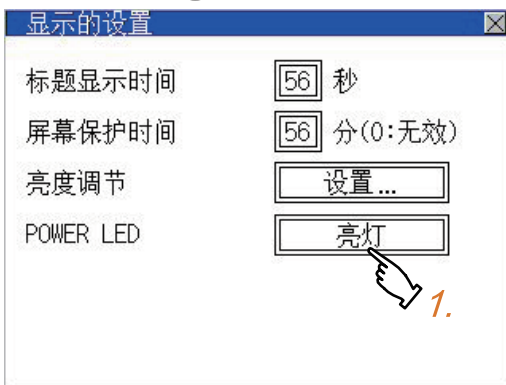 显示的设置
标题显示时间 56 秒
屏幕保护时间 56 分(0:无效)
亮度调节 设置...
POWER LED 亮灯
1.